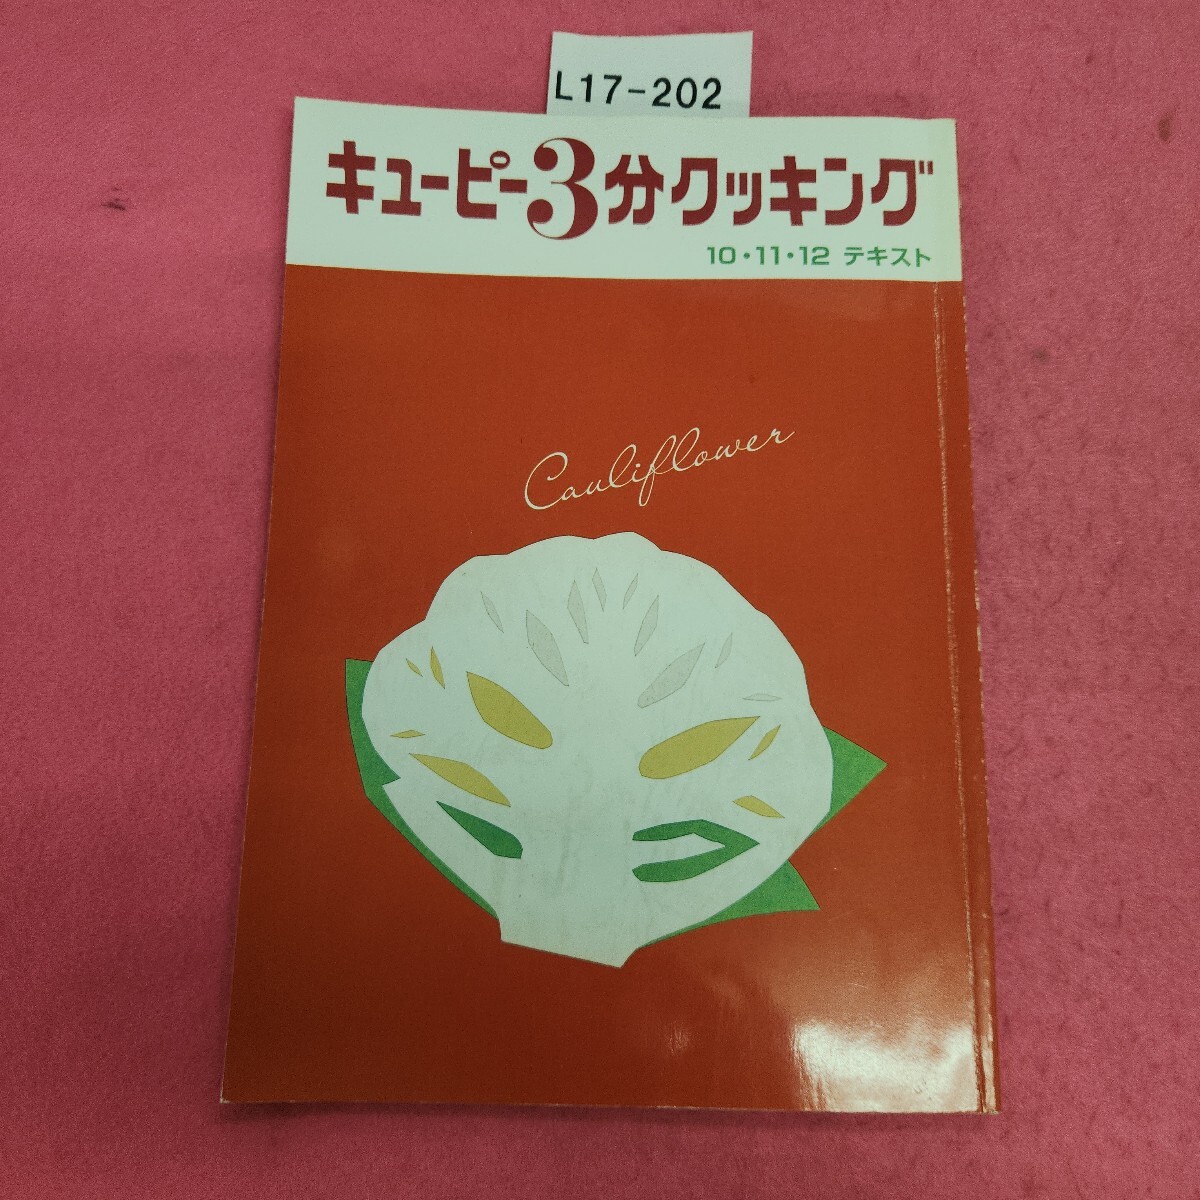 L17-202
キューピー3分クッキング
10・11・12 テキスト
Cauliflower